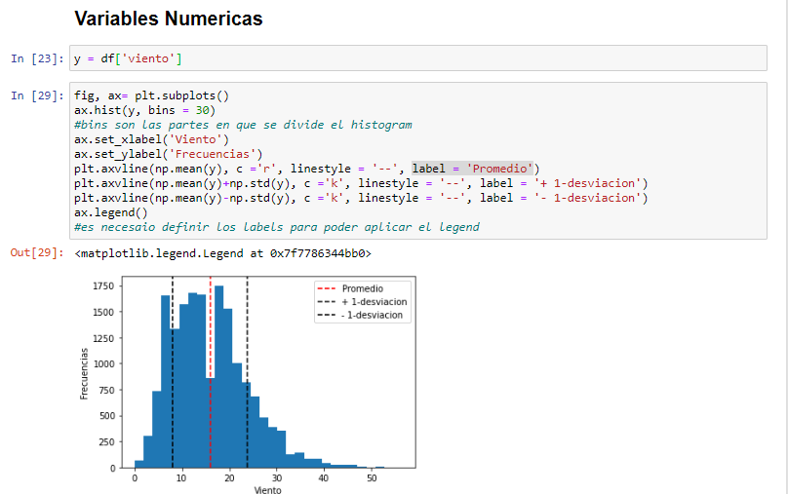 Variables Numericas
In [23]: y = df['viento']
In [29]: fig, ax= plt.subplots()
ax.hist(y, bins = 30)
#bins son las partes en que se divide el histogram
ax.set_xlabel('Viento')
ax.set_ylabel('Frecuencias')
plt.axvline(np.mean(y), c ='r', linestyle = '--', label = 'Promedio')
plt.axvline(np.mean(y)+np.std(y), c ='k', linestyle = '--', label = '+ 1-desviacion')
plt.axvline(np.mean(y)-np.std(y), c ='k', linestyle = '--', label = '- 1-desviacion')
ax.legend()
#es necesaio definir los labels para poder aplicar el legend
Out[29]: <matplotlib.legend.Legend at 0x7f7786344bb0>
Promedio
+ 1-desviacion
- 1-desviacion
1750
1500
1250
1000
750
500
250
0
Frecuencias
0 10 20 30 40 50
Viento